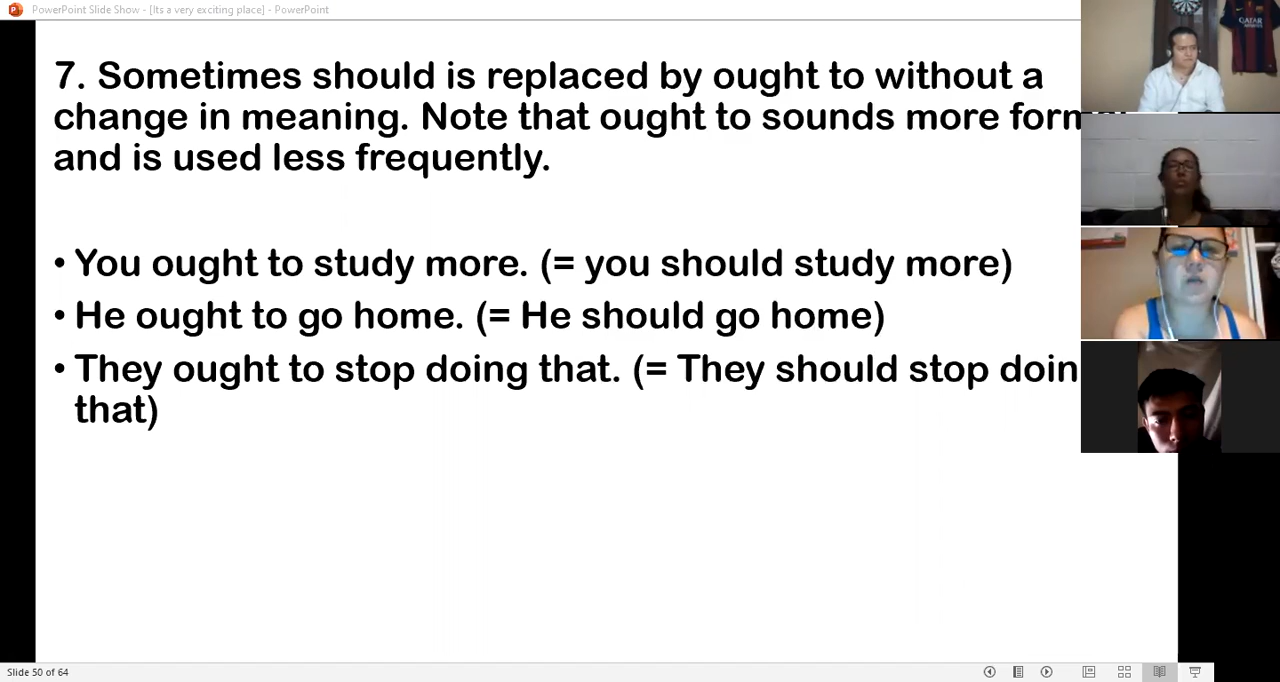 PowerPoint Slide Show - [Its a very exciting place] - PowerPoint
7. Sometimes should is replaced by ought to without a
change in meaning. Note that ought to sounds more
and is used less frequently.
• You ought to study more. (= you should study more)
• He ought to go home. (= He should go home)
• They ought to stop doing that. (= They should stop doin
that)
QATAR
Slide 50 of 64